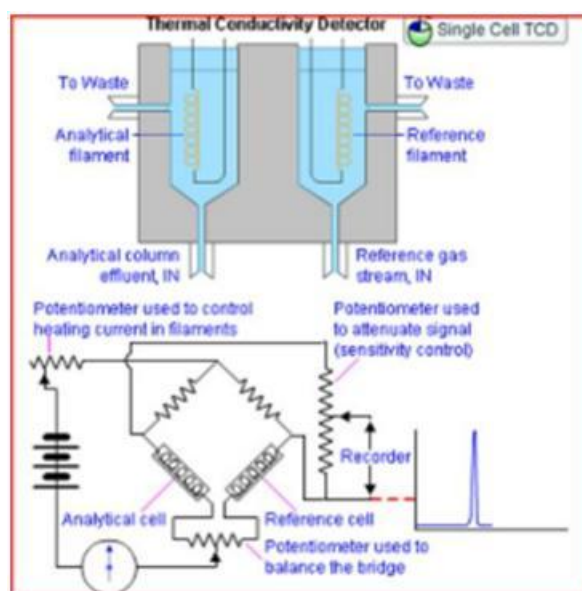 Thermal Conductivity Detector
Single Cell TCD
To Waste
To Waste
Analytical
filament
Reference
filament
Analytical column
effluent, IN
Reference gas
stream, IN
Potentiometer used to control
heating current in filaments
Potentiometer used
to attenuate signal
(sensitivity control)
Recorder
Analytical cell
Reference cell
Potentiometer used to
balance the bridge